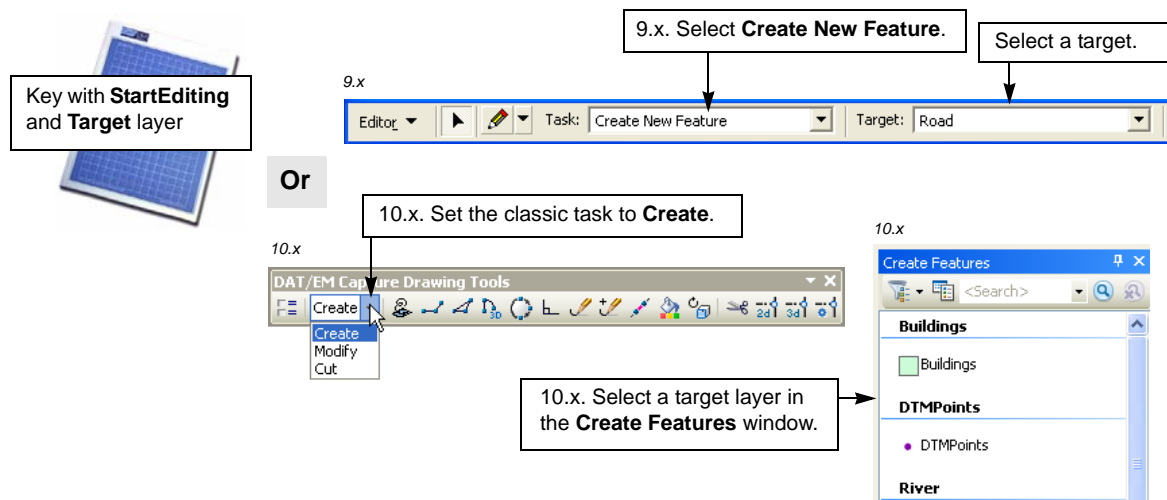 9.x. Select Create New Feature.
Select a target.
Key with StartEditing
and Target layer
9.x
Editor
Task:
Create New Feature
Target:
Road
Or
10.x. Set the classic task to Create.
10.x
DAT/EM Capture Drawing Tools
Create
3D
2d
3d
Create
Modify
Cut
10.x
Create Features
<Search>
Buildings
Buildings
DTMPoints
DTMPoints
River
10.x. Select a target layer in
the Create Features window.